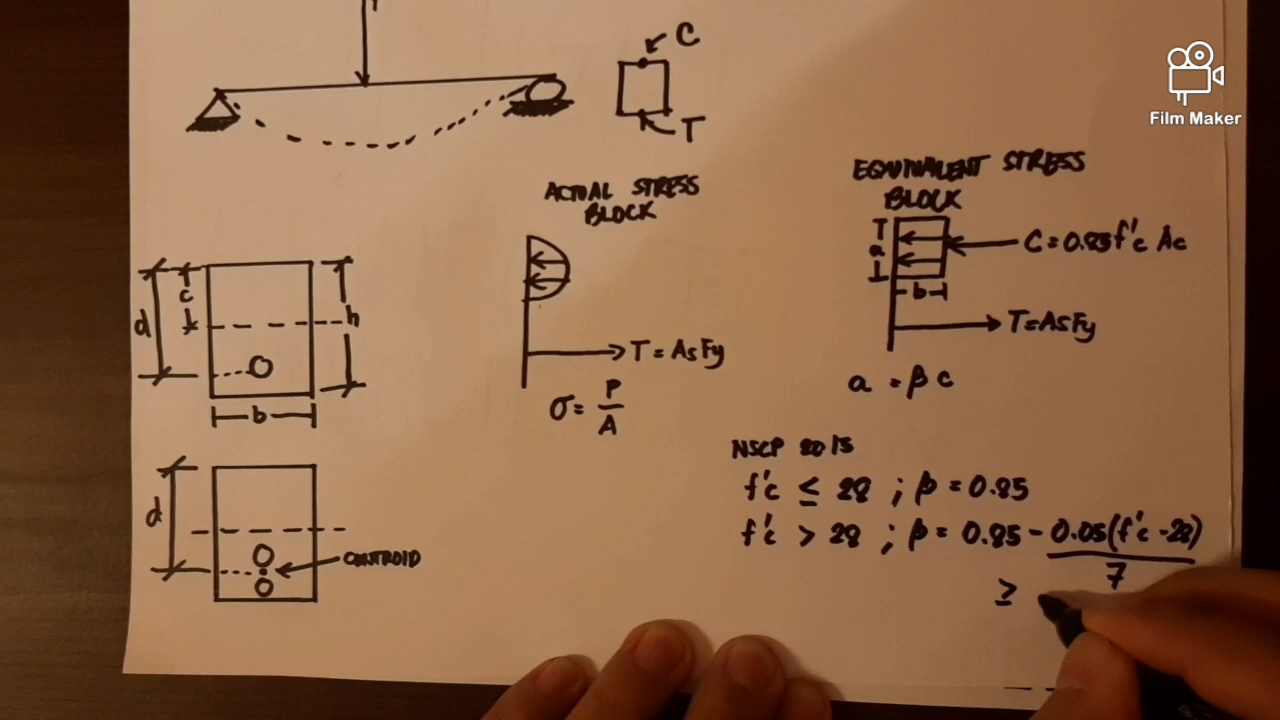 C
T
Film Maker
ACTUAL STRESS
BLOCK
EQUIVALENT STRESS
BLOCK
T
a
C = 0.85 f'c Ac
b
d
c
h
T = As Fy
T = As Fy
a = β c
σ = P/A
b
NSCP 2015
f'c ≤ 28 ; β = 0.85
f'c > 28 ; β = 0.85 - 0.05(f'c - 28)/7
≥
d
CENTROID